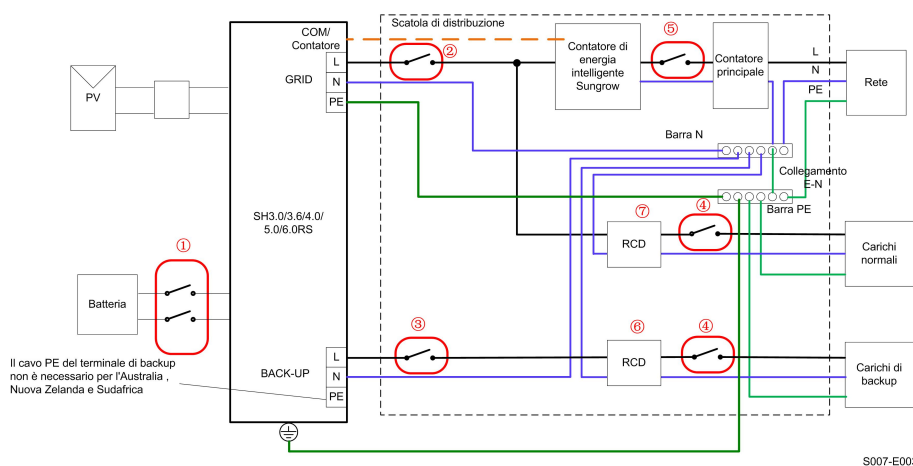 Scatola di distribuzione
COM/
Contatore
②
⑤
L
GRID
N
PE
Contatore di
energia
intelligente
Sungrow
Contatore
principale
L
N
PE
Rete
PV
Barra N
Collegamento
E-N
Barra PE
SH3.0/3.6/4.0/
5.0/6.0RS
⑦
④
RCD
Carichi
normali
①
Batteria
③
⑥
④
RCD
Carichi di
backup
L
BACK-UP
N
PE
Il cavo PE del terminale di backup
non è necessario per l'Australia ,
Nuova Zelanda e Sudafrica
S007-E003